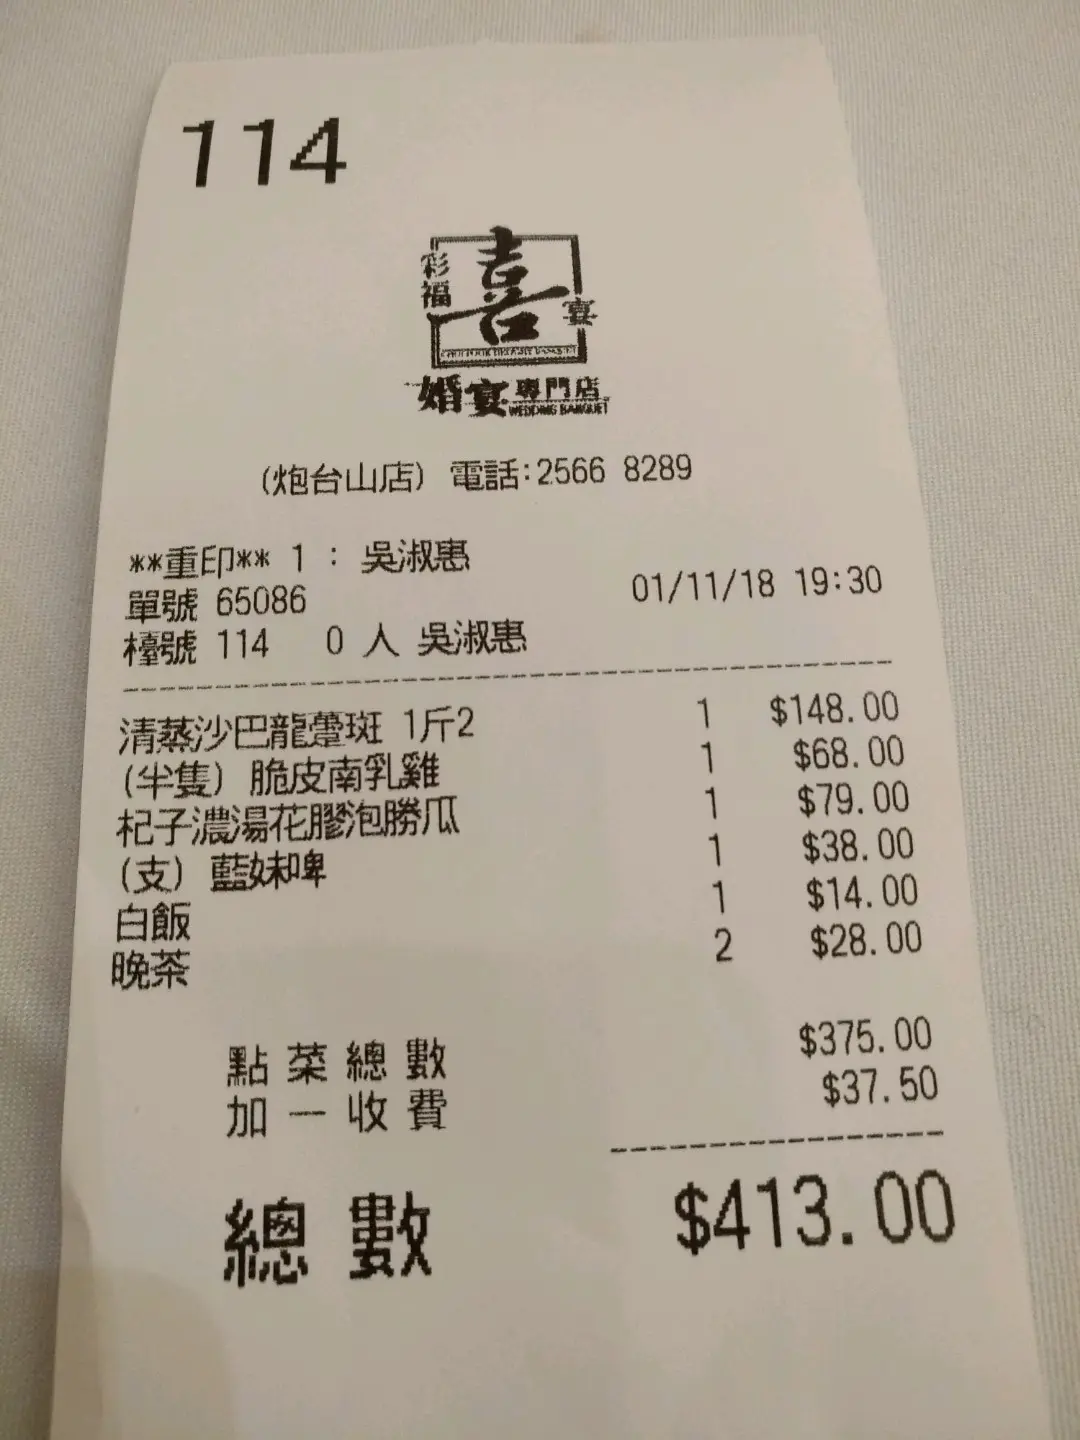 114
彩福
喜
宴
CHOI FOOK DELIGHT BANQUET
婚宴專門店
WEDDING BANQUET
(炮台山店) 電話:2566 8289
**重印** 1 : 吳淑惠
單號 65086 01/11/18 19:30
檯號 114 0 人 吳淑惠
清蒸沙巴龍躉斑 1斤2 1 $148.00
(半隻) 脆皮南乳雞 1 $68.00
杞子濃湯花膠泡勝瓜 1 $79.00
(支) 藍妹啤 1 $38.00
白飯 1 $14.00
晚茶 2 $28.00
點菜總數 $375.00
加一收費 $37.50
總數 $413.00